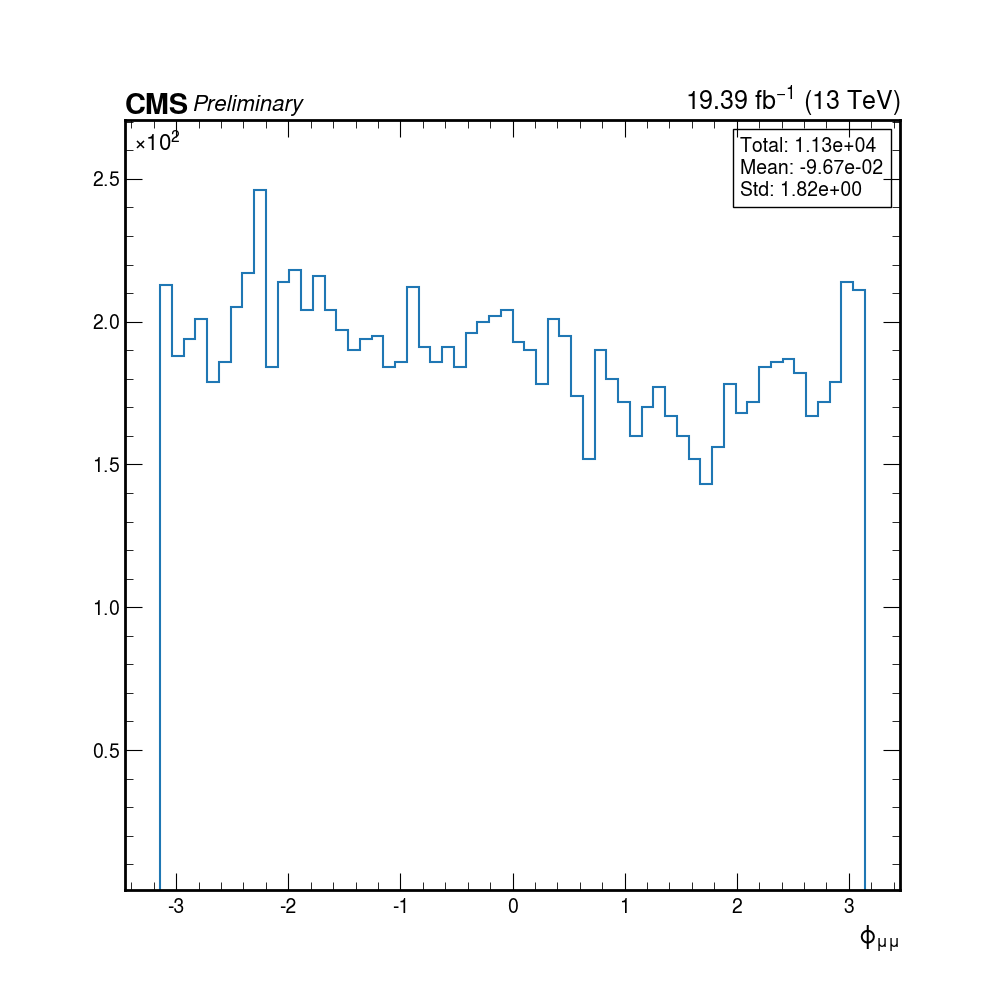 CMS Preliminary 19.39 fb⁻¹ (13 TeV)
×10²
Total: 1.13e+04
Mean: -9.67e-02
Std: 1.82e+00
2.5
2.0
1.5
1.0
0.5
-3 -2 -1 0 1 2 3
ϕμμ